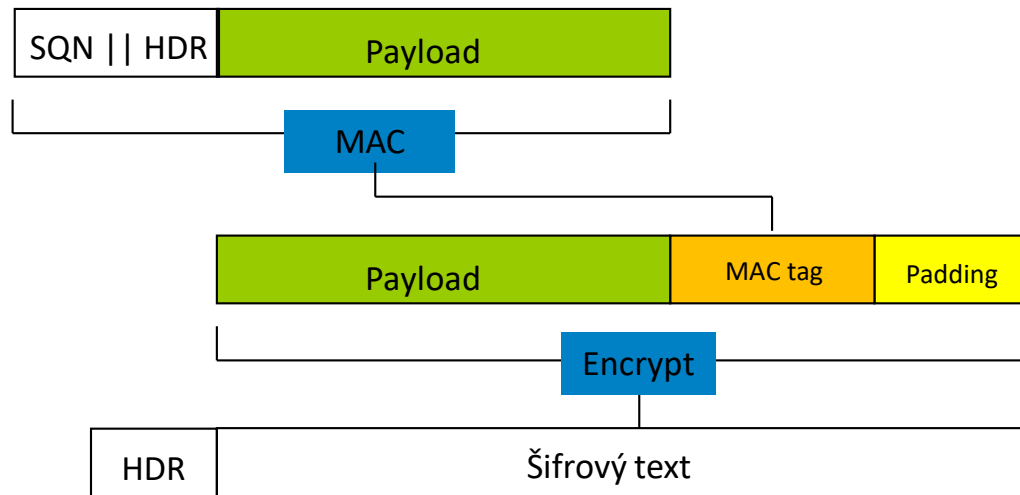 SQN || HDR
Payload
MAC
Payload
MAC tag
Padding
Encrypt
HDR
Šifrový text